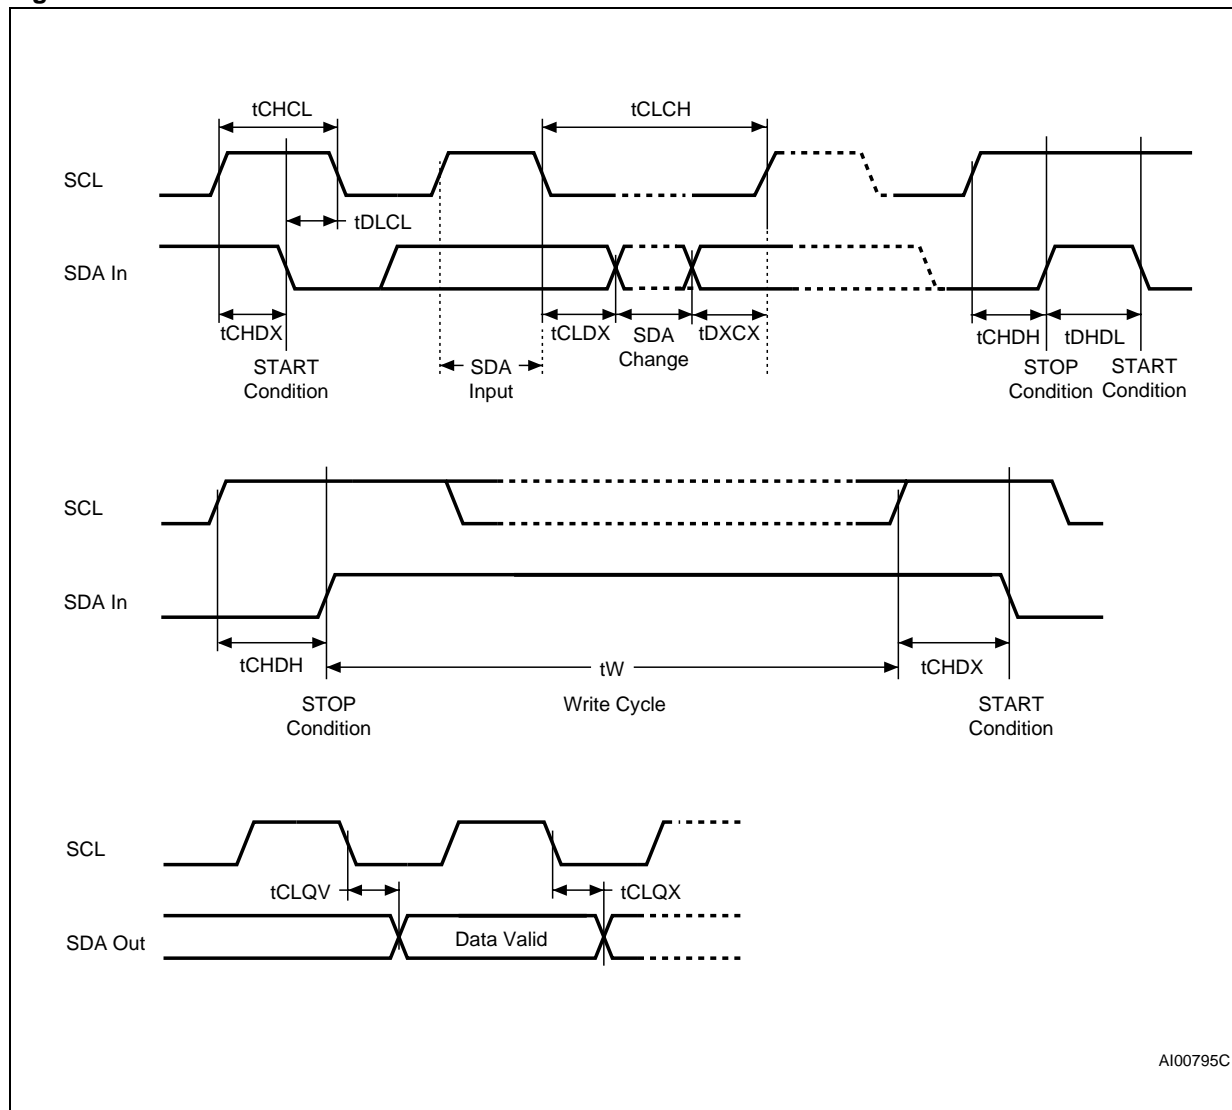 tCHCL
tCLCH
SCL
tDLCL
SDA In
tCHDX
tCLDX
SDA
Change
tDXCX
tCHDH
tDHDL
START
Condition
SDA
Input
STOP
Condition
START
Condition
SCL
SDA In
tCHDH
tW
tCHDX
STOP
Condition
Write Cycle
START
Condition
SCL
tCLQV
tCLQX
SDA Out
Data Valid
AI00795C